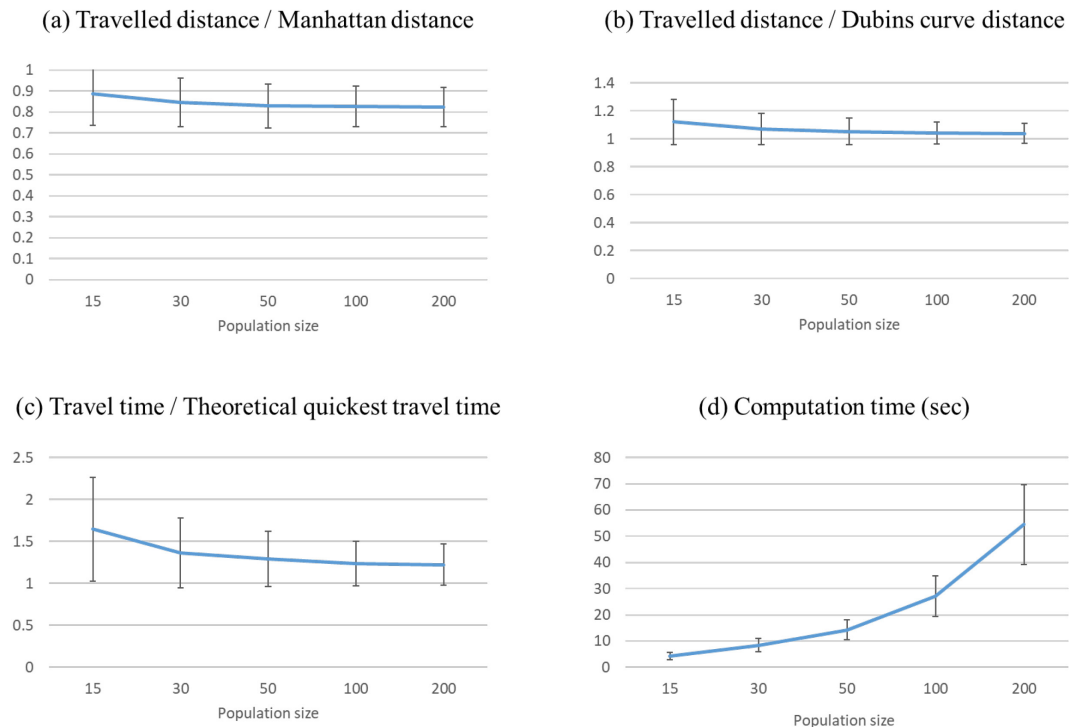 (a) Travelled distance / Manhattan distance
1
0.9
0.8
0.7
0.6
0.5
0.4
0.3
0.2
0.1
0
15 30 50 100 200
Population size
(b) Travelled distance / Dubins curve distance
1.4
1.2
1
0.8
0.6
0.4
0.2
0
15 30 50 100 200
Population size
(c) Travel time / Theoretical quickest travel time
2.5
2
1.5
1
0.5
0
15 30 50 100 200
Population size
(d) Computation time (sec)
80
70
60
50
40
30
20
10
0
15 30 50 100 200
Population size